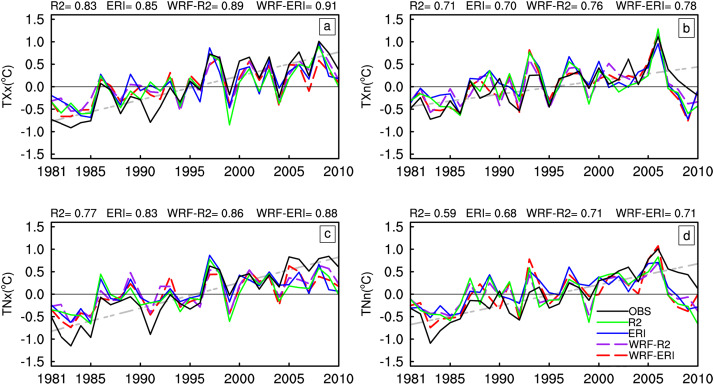 R2= 0.83 ERI= 0.85 WRF-R2= 0.89 WRF-ERI= 0.91
a
TXx(°C)
1.5
1.0
0.5
0.0
-0.5
-1.0
-1.5
1981 1985 1990 1995 2000 2005 2010
R2= 0.71 ERI= 0.70 WRF-R2= 0.76 WRF-ERI= 0.78
b
TXn(°C)
1.5
1.0
0.5
0.0
-0.5
-1.0
-1.5
1981 1985 1990 1995 2000 2005 2010
R2= 0.77 ERI= 0.83 WRF-R2= 0.86 WRF-ERI= 0.88
c
TNx(°C)
1.5
1.0
0.5
0.0
-0.5
-1.0
-1.5
1981 1985 1990 1995 2000 2005 2010
R2= 0.59 ERI= 0.68 WRF-R2= 0.71 WRF-ERI= 0.71
d
TNn(°C)
1.5
1.0
0.5
0.0
-0.5
-1.0
-1.5
OBS
R2
ERI
WRF-R2
WRF-ERI
1981 1985 1990 1995 2000 2005 2010